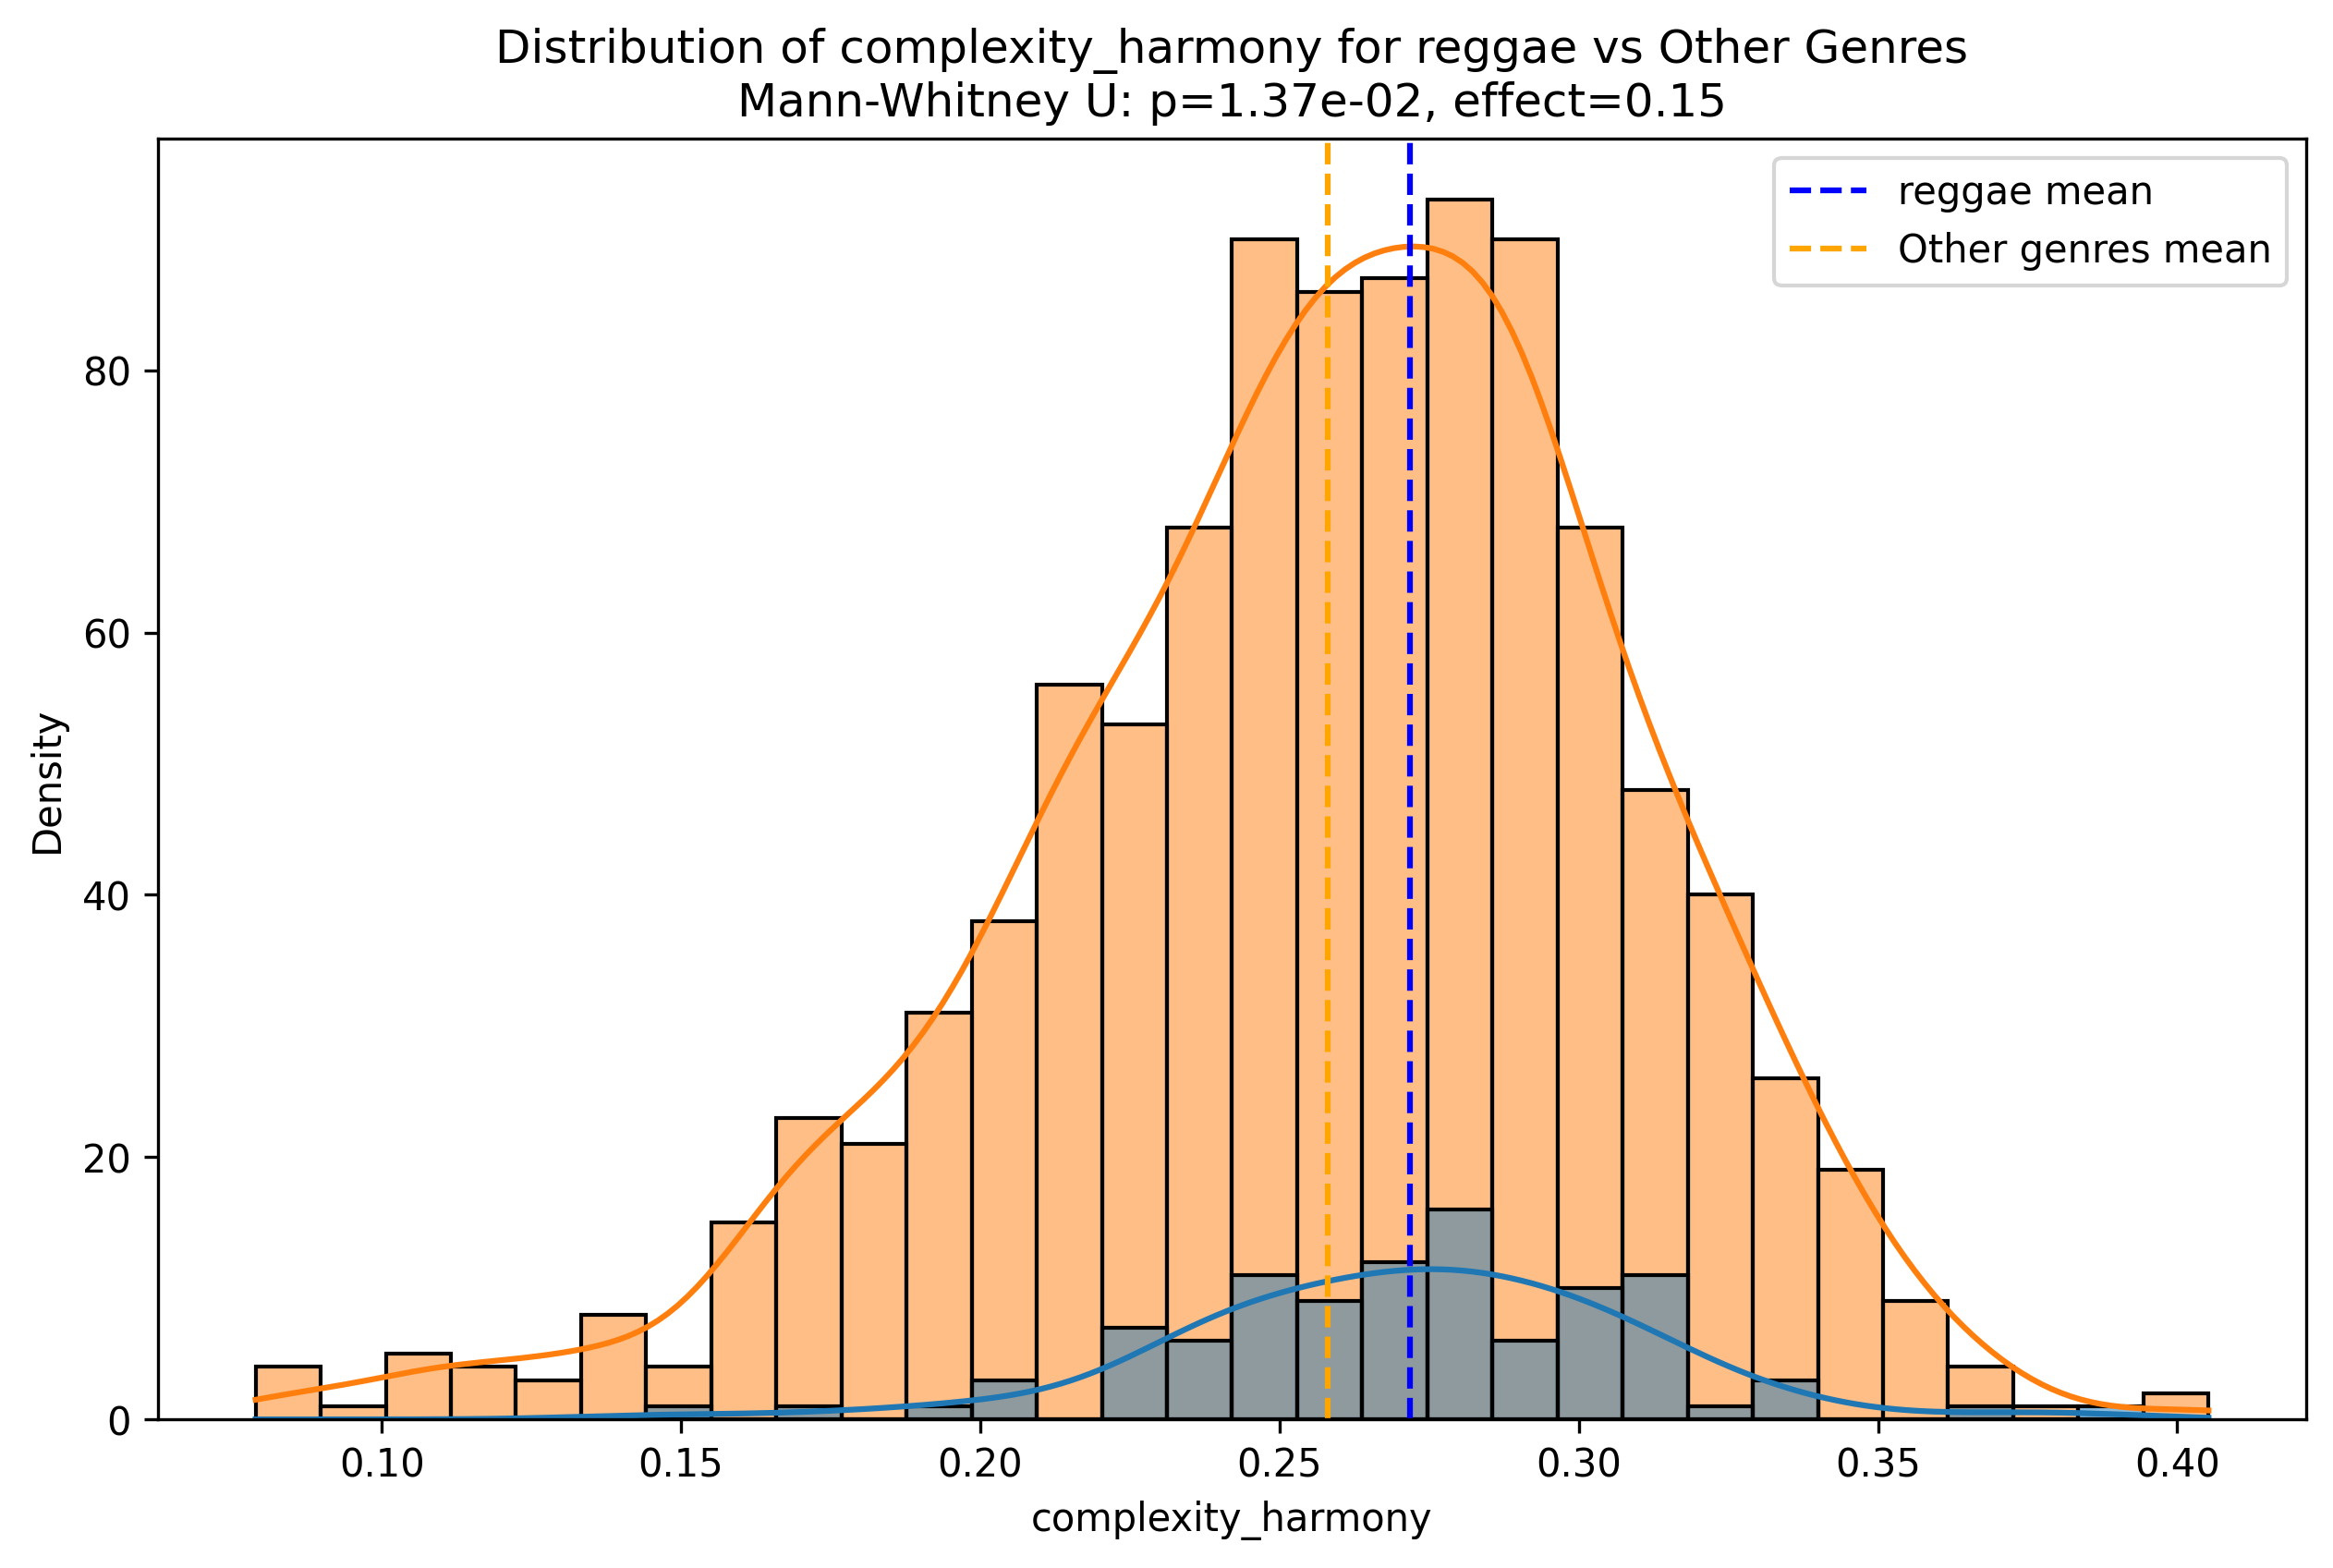 Distribution of complexity_harmony for reggae vs Other Genres
Mann-Whitney U: p=1.37e-02, effect=0.15
reggae mean
Other genres mean
Density
80
60
40
20
0
0.10 0.15 0.20 0.25 0.30 0.35 0.40
complexity_harmony